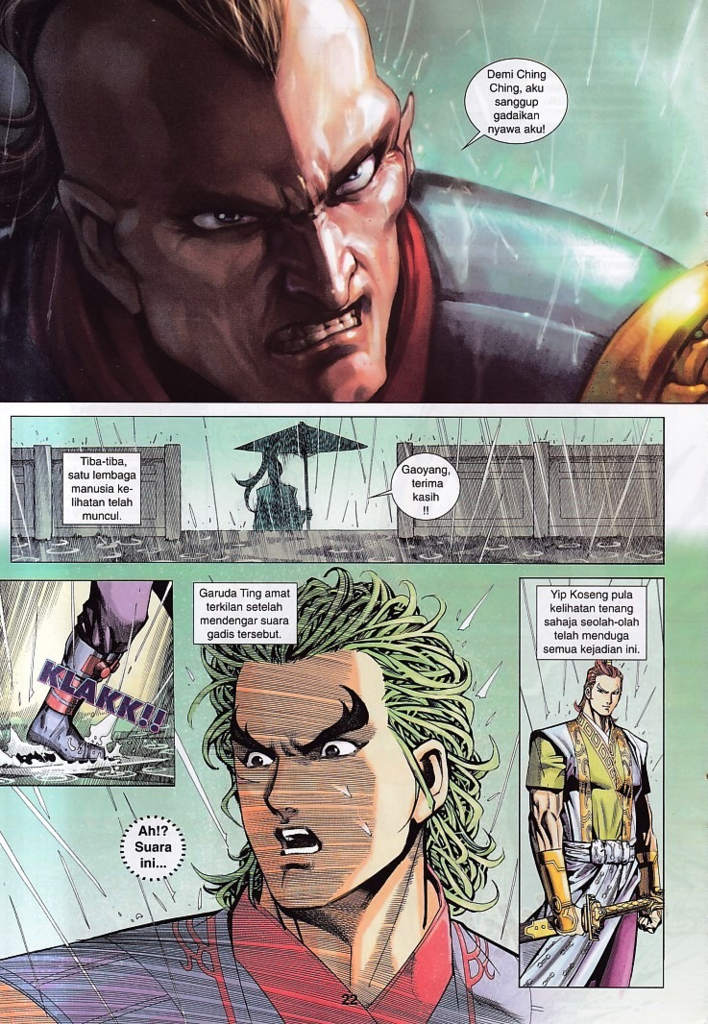 Demi Ching
Ching, aku
sanggup
gadaikan
nyawa aku!
Tiba-tiba,
satu lembaga
manusia ke-
lihatan telah
muncul.
Gaoyang,
terima
kasih
!!
KLAKK!!
Garuda Ting amat
terkilan setelah
mendengar suara
gadis tersebut.
Ah!?
Suara
ini...
Yip Koseng pula
kelihatan tenang
sahaja seolah-olah
telah menduga
semua kejadian ini.
22